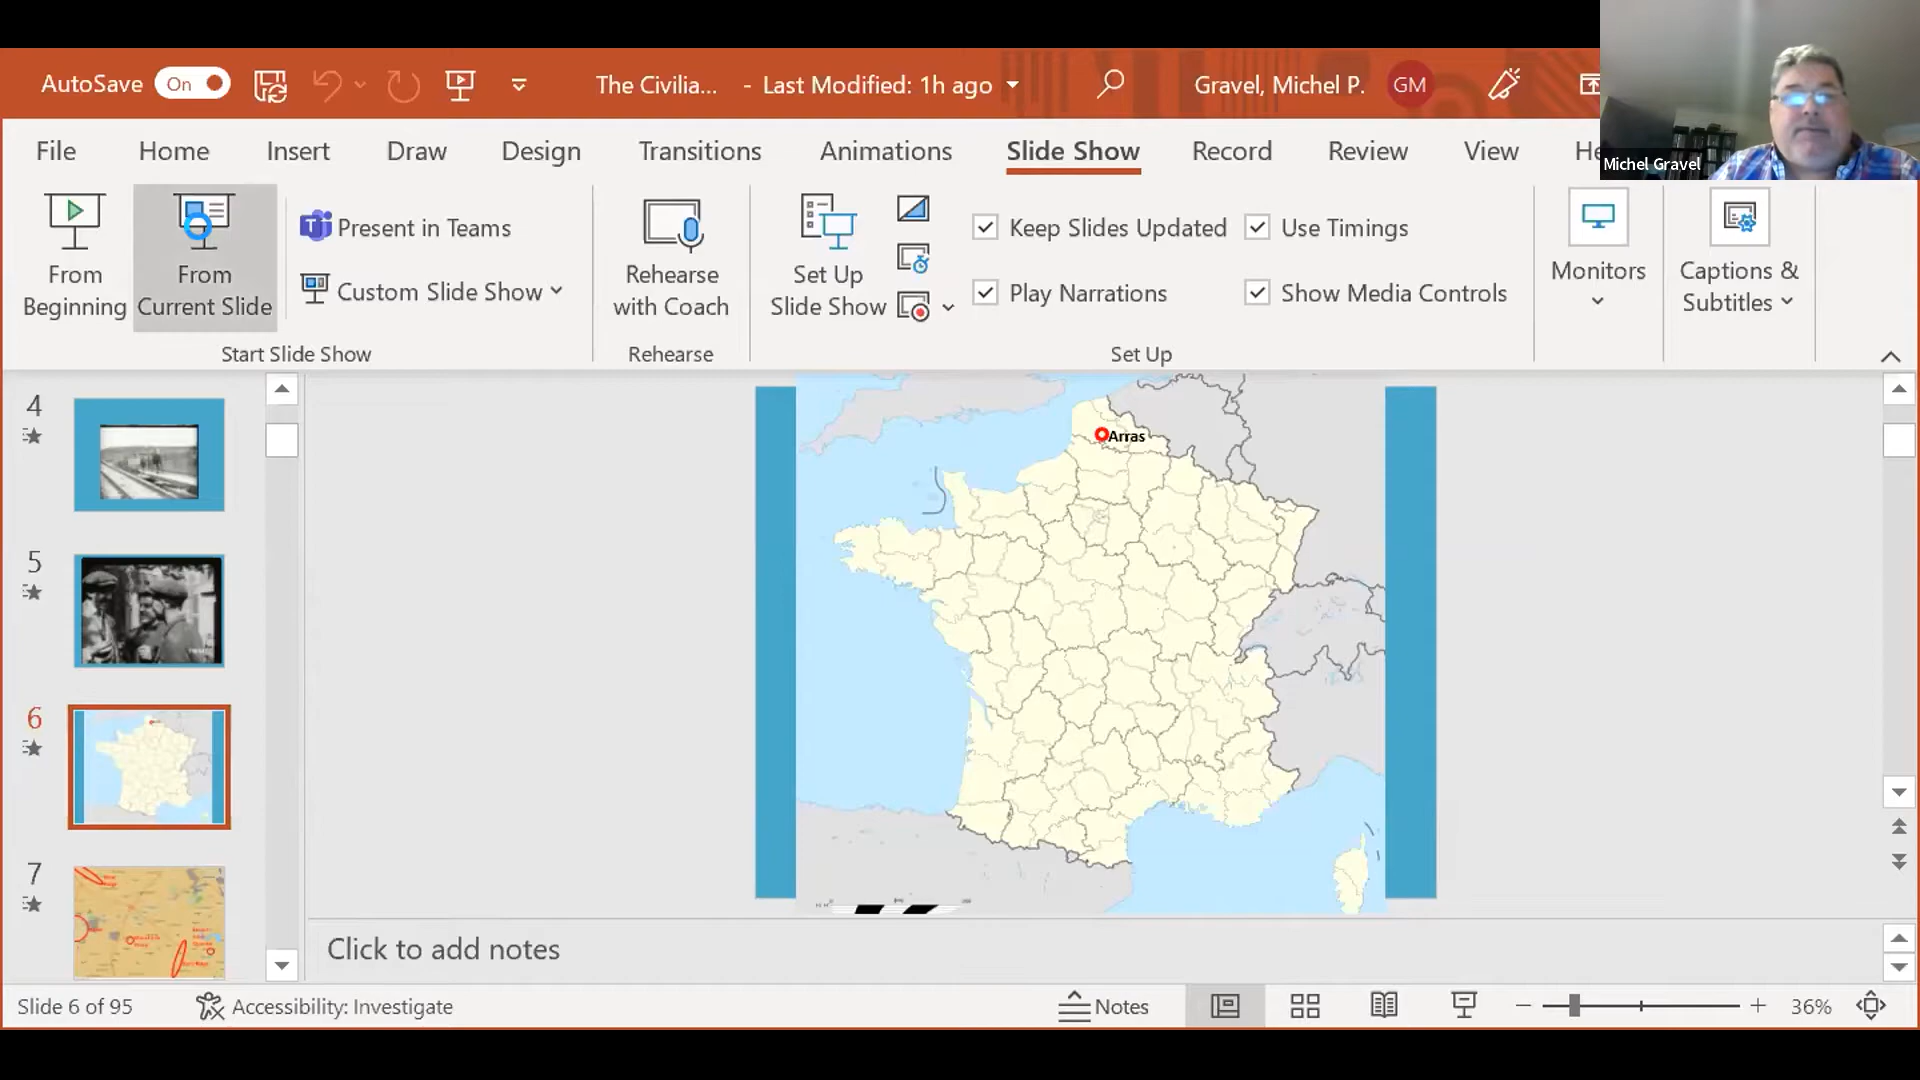 AutoSave On The Civilia... - Last Modified: 1h ago Gravel, Michel P. GM
Michel Gravel
File Home Insert Draw Design Transitions Animations Slide Show Record Review View He
From Beginning
From Current Slide
Present in Teams
Custom Slide Show
Start Slide Show
Rehearse with Coach
Rehearse
Set Up Slide Show
Keep Slides Updated
Use Timings
Play Narrations
Show Media Controls
Set Up
Monitors
Captions & Subtitles
4
5
6
7
Arras
Click to add notes
Slide 6 of 95 Accessibility: Investigate Notes 36%